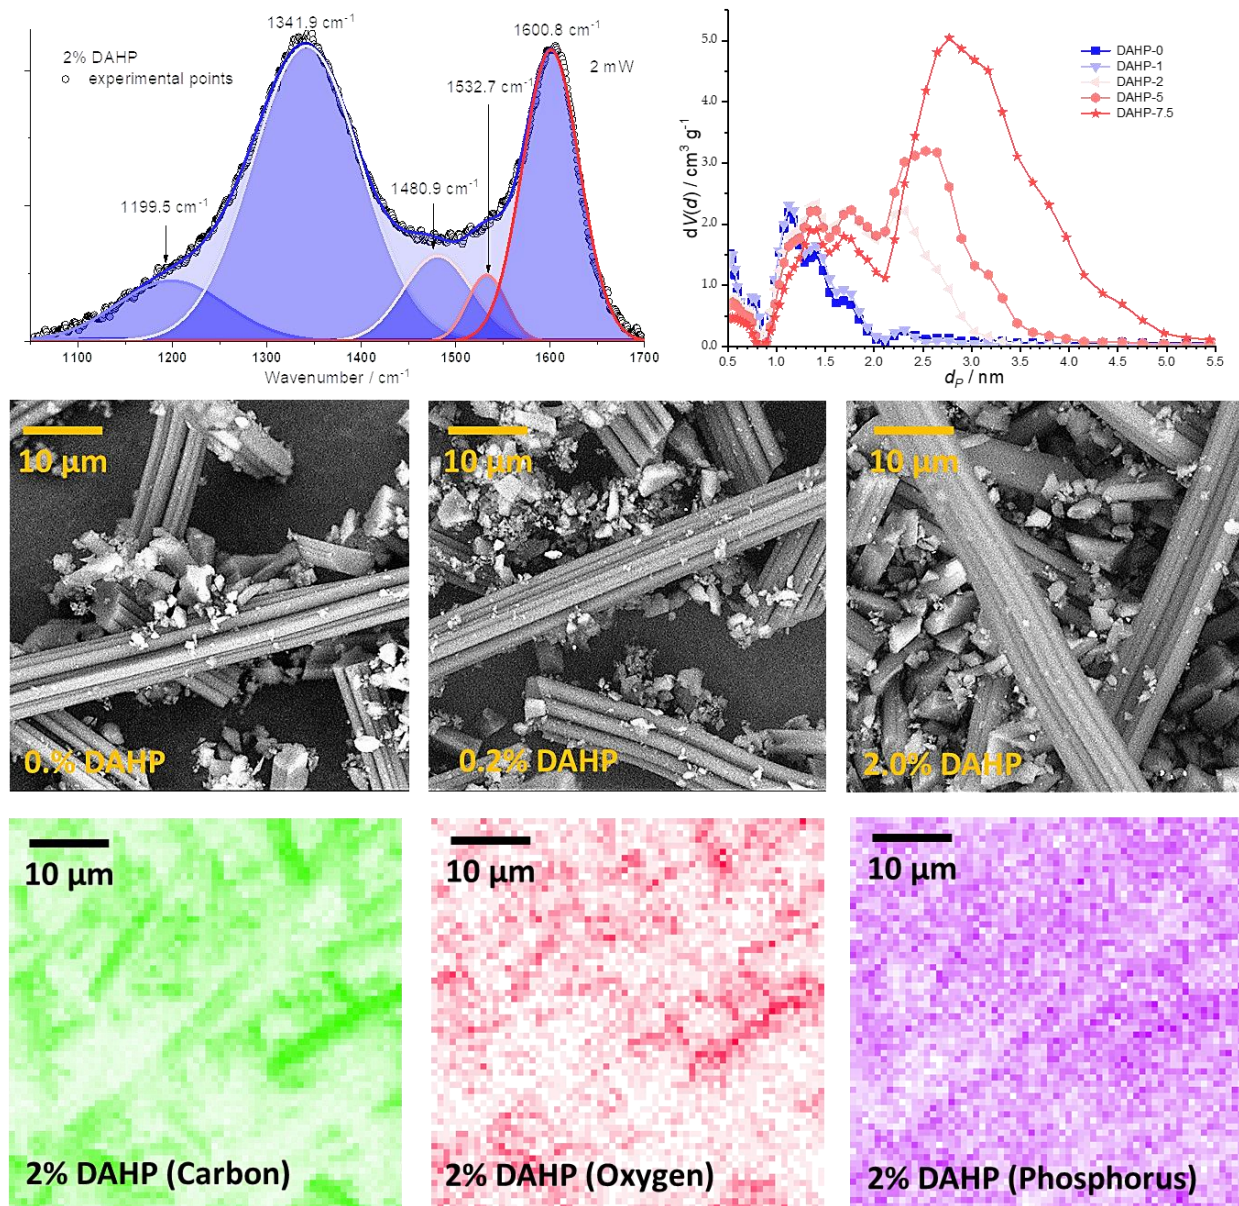 1341.9 cm⁻¹
1600.8 cm⁻¹
2% DAHP
experimental points
2 mW
1532.7 cm⁻¹
1480.9 cm⁻¹
1199.5 cm⁻¹
1100 1200 1300 1400 1500 1600 1700
Wavenumber / cm⁻¹
DAHP-0
DAHP-1
DAHP-2
DAHP-5
DAHP-7.5
dV(d) / cm³ g⁻¹
5.0
4.0
3.0
2.0
1.0
0.0
0.5 1.0 1.5 2.0 2.5 3.0 3.5 4.0 4.5 5.0 5.5
dP / nm
10 µm
0.% DAHP
10 µm
0.2% DAHP
10 µm
2.0% DAHP
10 µm
2% DAHP (Carbon)
10 µm
2% DAHP (Oxygen)
10 µm
2% DAHP (Phosphorus)